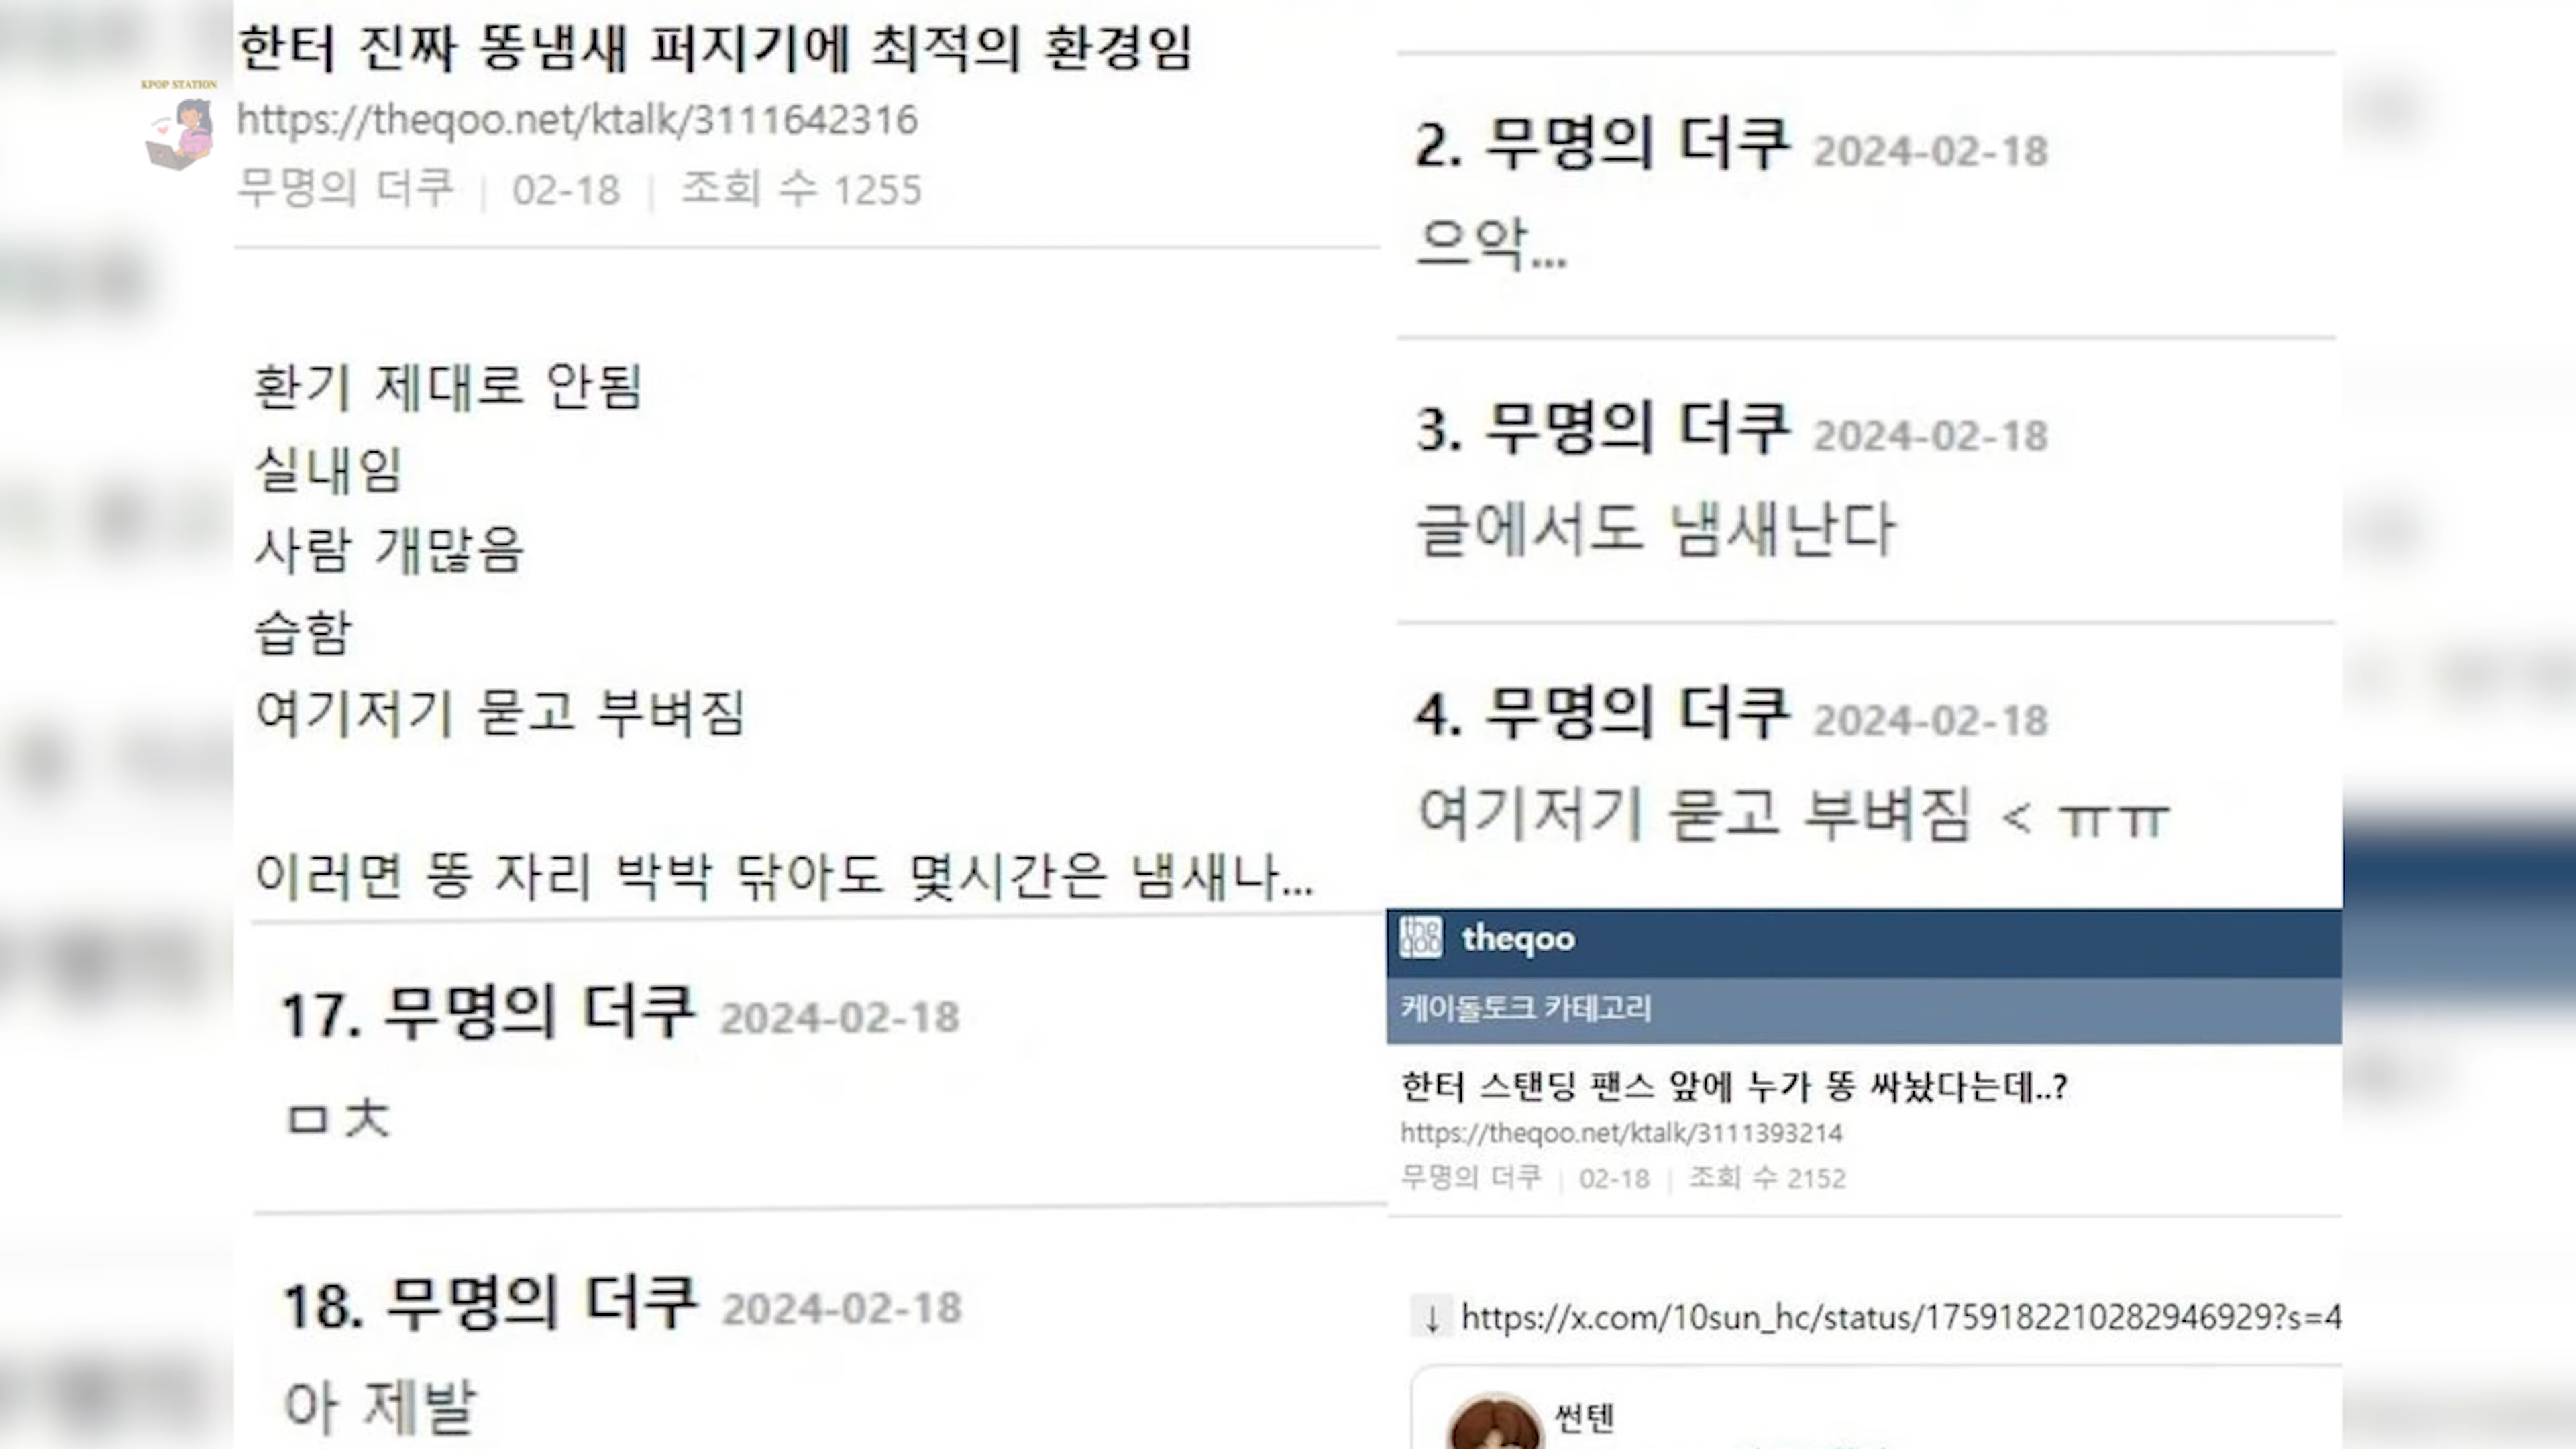 한터 진짜 똥냄새 퍼지기에 최적의 환경임
KPOP STATION
https://theqoo.net/ktalk/3111642316
무명의 더쿠 | 02-18 | 조회 수 1255
환기 제대로 안됨
실내임
사람 개많음
습함
여기저기 묻고 부벼짐
이러면 똥 자리 박박 닦아도 몇시간은 냄새나...
17. 무명의 더쿠 2024-02-18
ㅁㅊ
18. 무명의 더쿠 2024-02-18
아 제발
2. 무명의 더쿠 2024-02-18
으악...
3. 무명의 더쿠 2024-02-18
글에서도 냄새난다
4. 무명의 더쿠 2024-02-18
여기저기 묻고 부벼짐 < ㅠㅠ
the qoo
theqoo
케이돌토크 카테고리
한터 스탠딩 팬스 앞에 누가 똥 싸놨다는데..?
https://theqoo.net/ktalk/3111393214
무명의 더쿠 | 02-18 | 조회 수 2152
↓ https://x.com/10sun_hc/status/1759182210282946929?s=4
썬텐